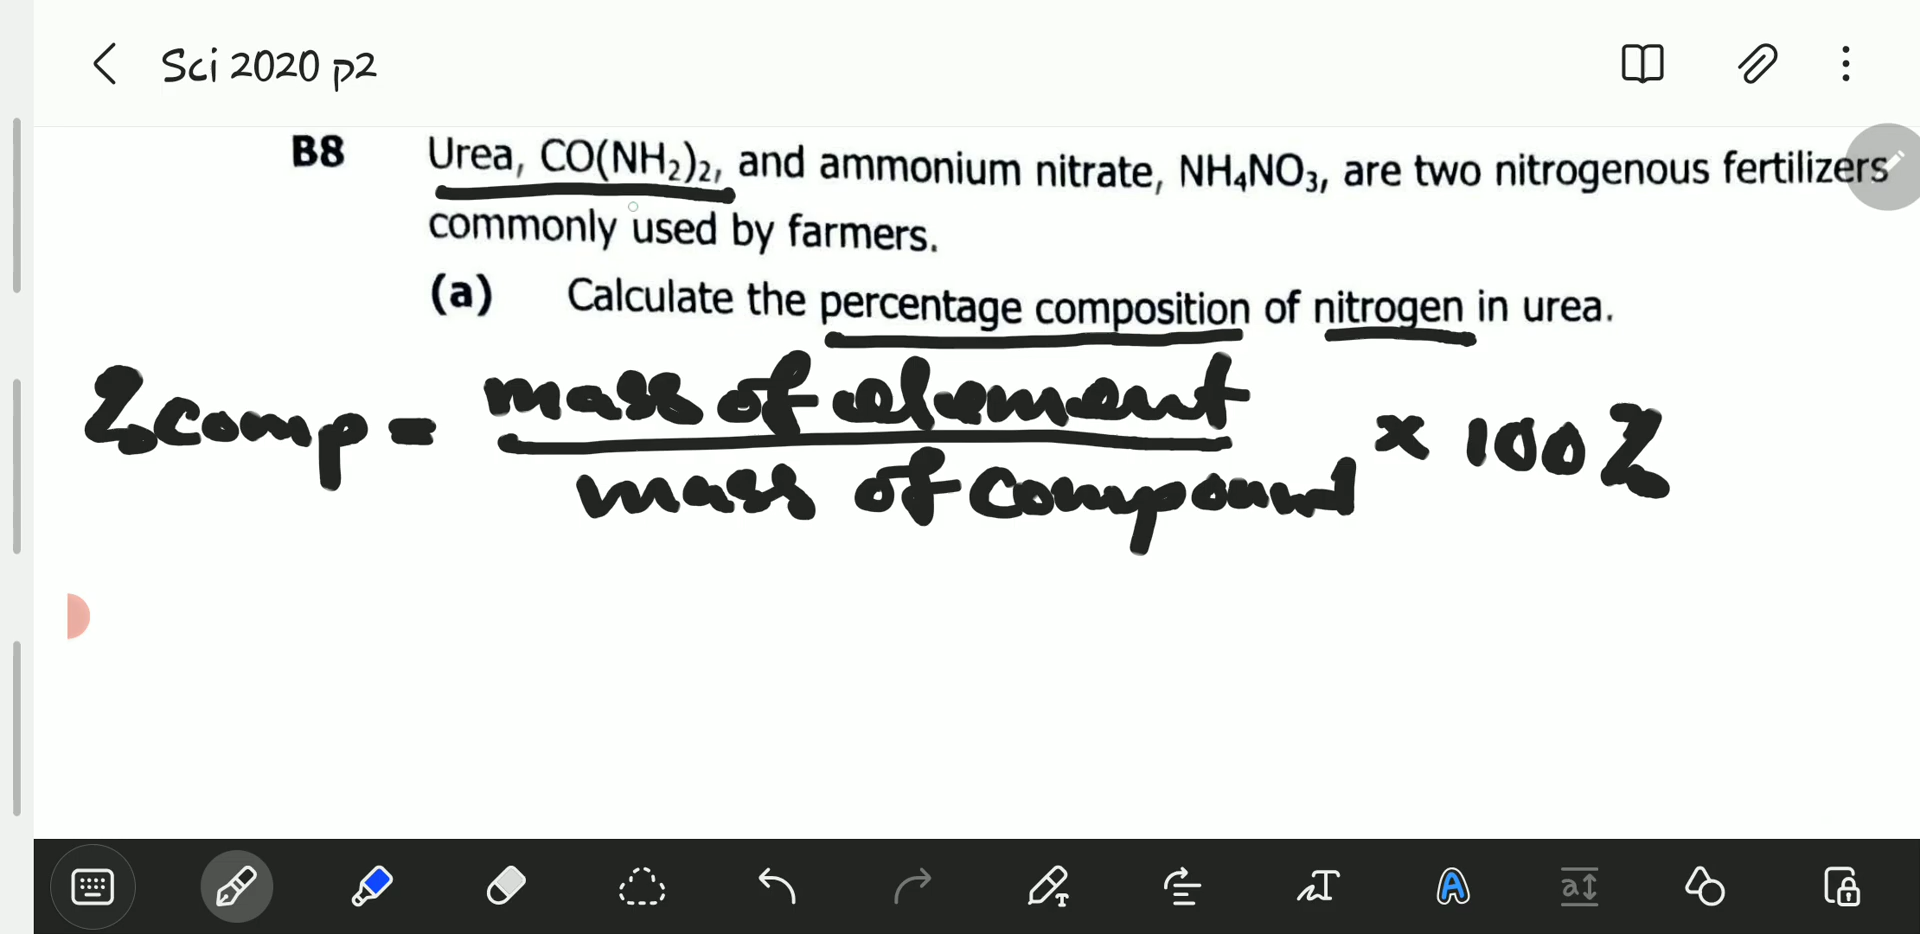 Sci 2020 p2
B8 Urea, CO(NH₂)₂, and ammonium nitrate, NH₄NO₃, are two nitrogenous fertilizers
commonly used by farmers.
(a) Calculate the percentage composition of nitrogen in urea.
% comp = mass of element / mass of compound × 100%